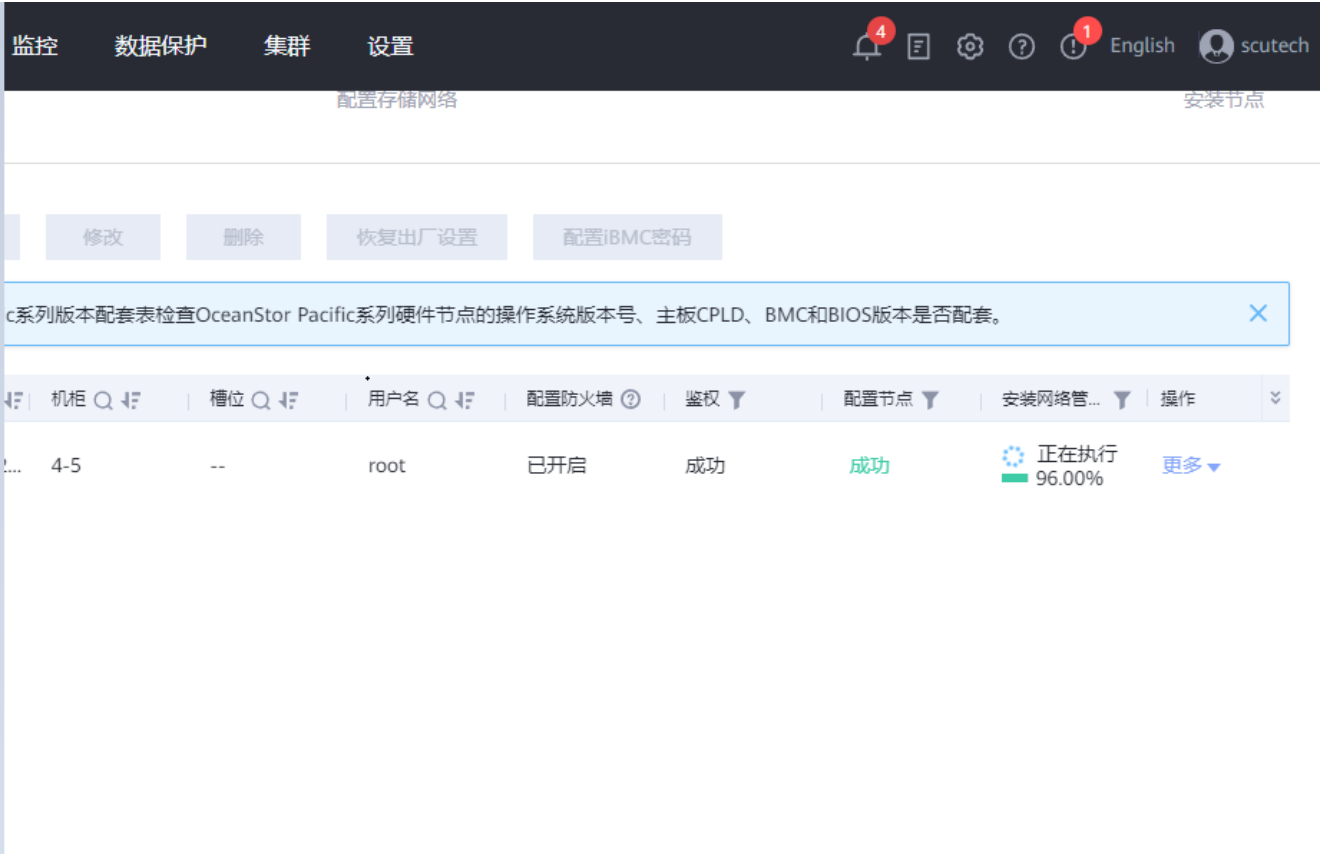 监控 数据保护 集群 设置 4 1 English scutech
配置存储网络 安装节点
修改 删除 恢复出厂设置 配置iBMC密码
c系列版本配套表检查OceanStor Pacific系列硬件节点的操作系统版本号、主板CPLD、BMC和BIOS版本是否配套。
机柜 槽位 用户名 配置防火墙 鉴权 配置节点 安装网络管... 操作
2... 4-5 -- root 已开启 成功 成功 正在执行 更多
96.00%